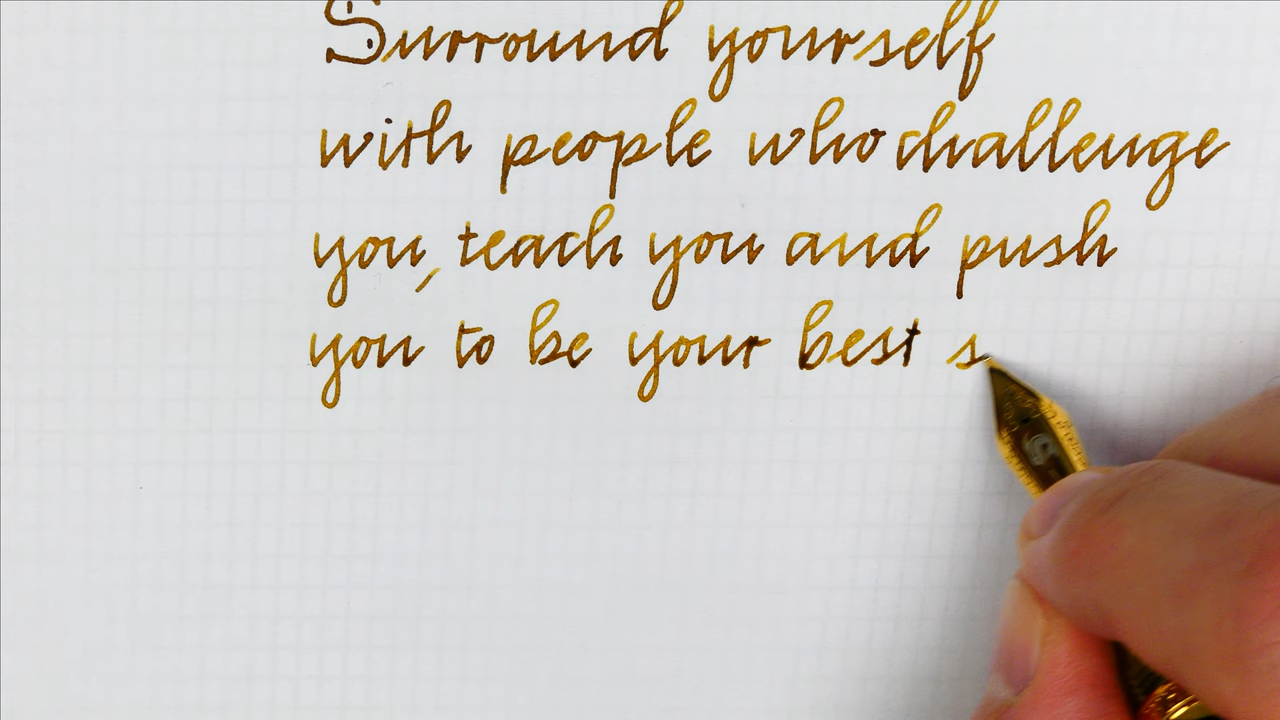 Surround yourself
with people who challenge
you, teach you and push
you to be your best s